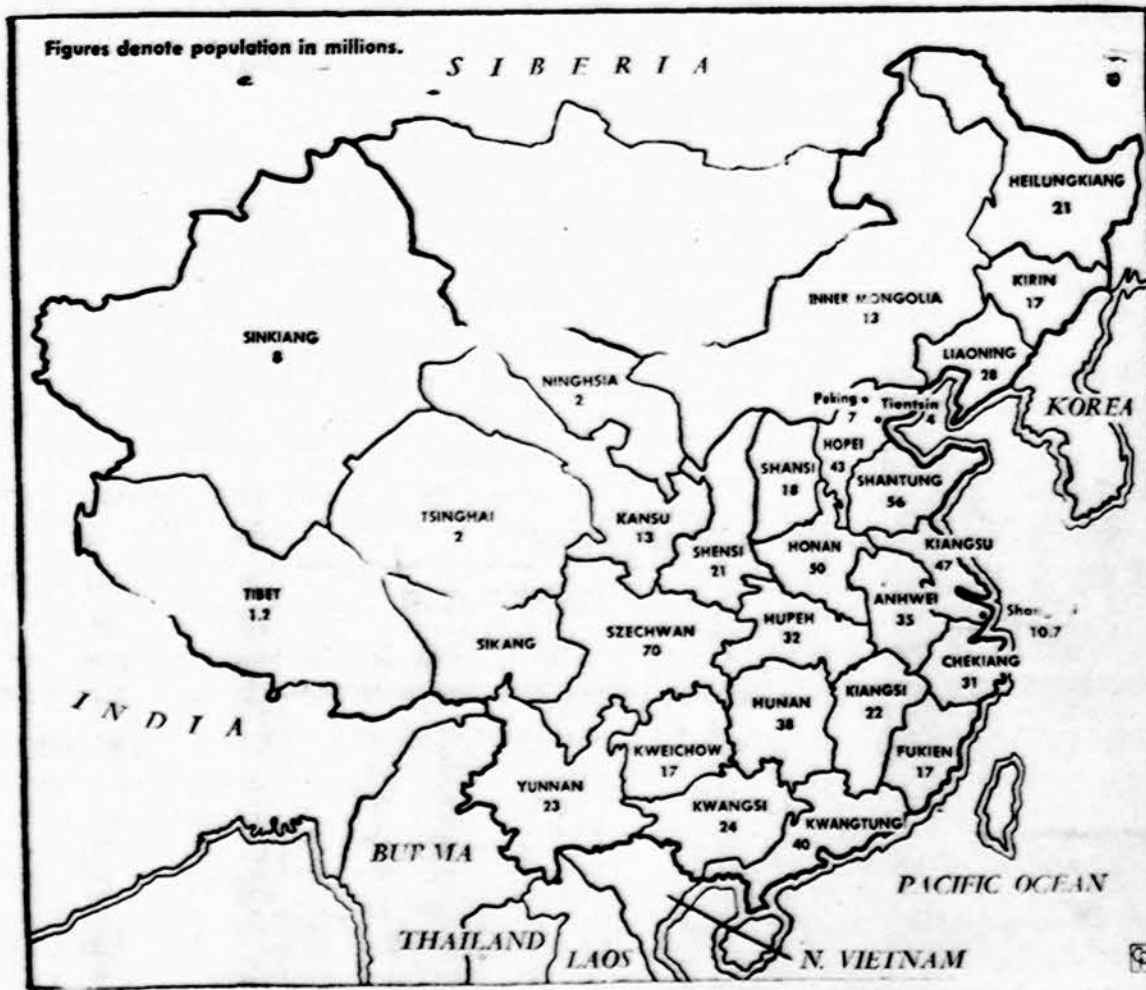 Figures denote population in millions.
SIBERIA
HEILUNGKIANG
21
KIRIN
17
INNER MONGOLIA
13
SINKIANG
8
LIAONING
28
NINGHSIA
2
Peking
7
Tientsin
4
KOREA
HOPEI
43
SHANSI
18
SHANTUNG
56
TSINGHAI
2
KANSU
13
SHENSI
21
HONAN
50
KIANGSU
47
TIBET
1.2
ANHWEI
35
HUPEH
32
10.7
SIKANG
SZECHWAN
70
CHEKIANG
31
INDIA
HUNAN
38
KIANGSI
22
KWEICHOW
17
FUKIEN
17
YUNNAN
23
KWANGSI
24
KWANGTUNG
40
BURMA
PACIFIC OCEAN
THAILAND
LAOS
N. VIETNAM